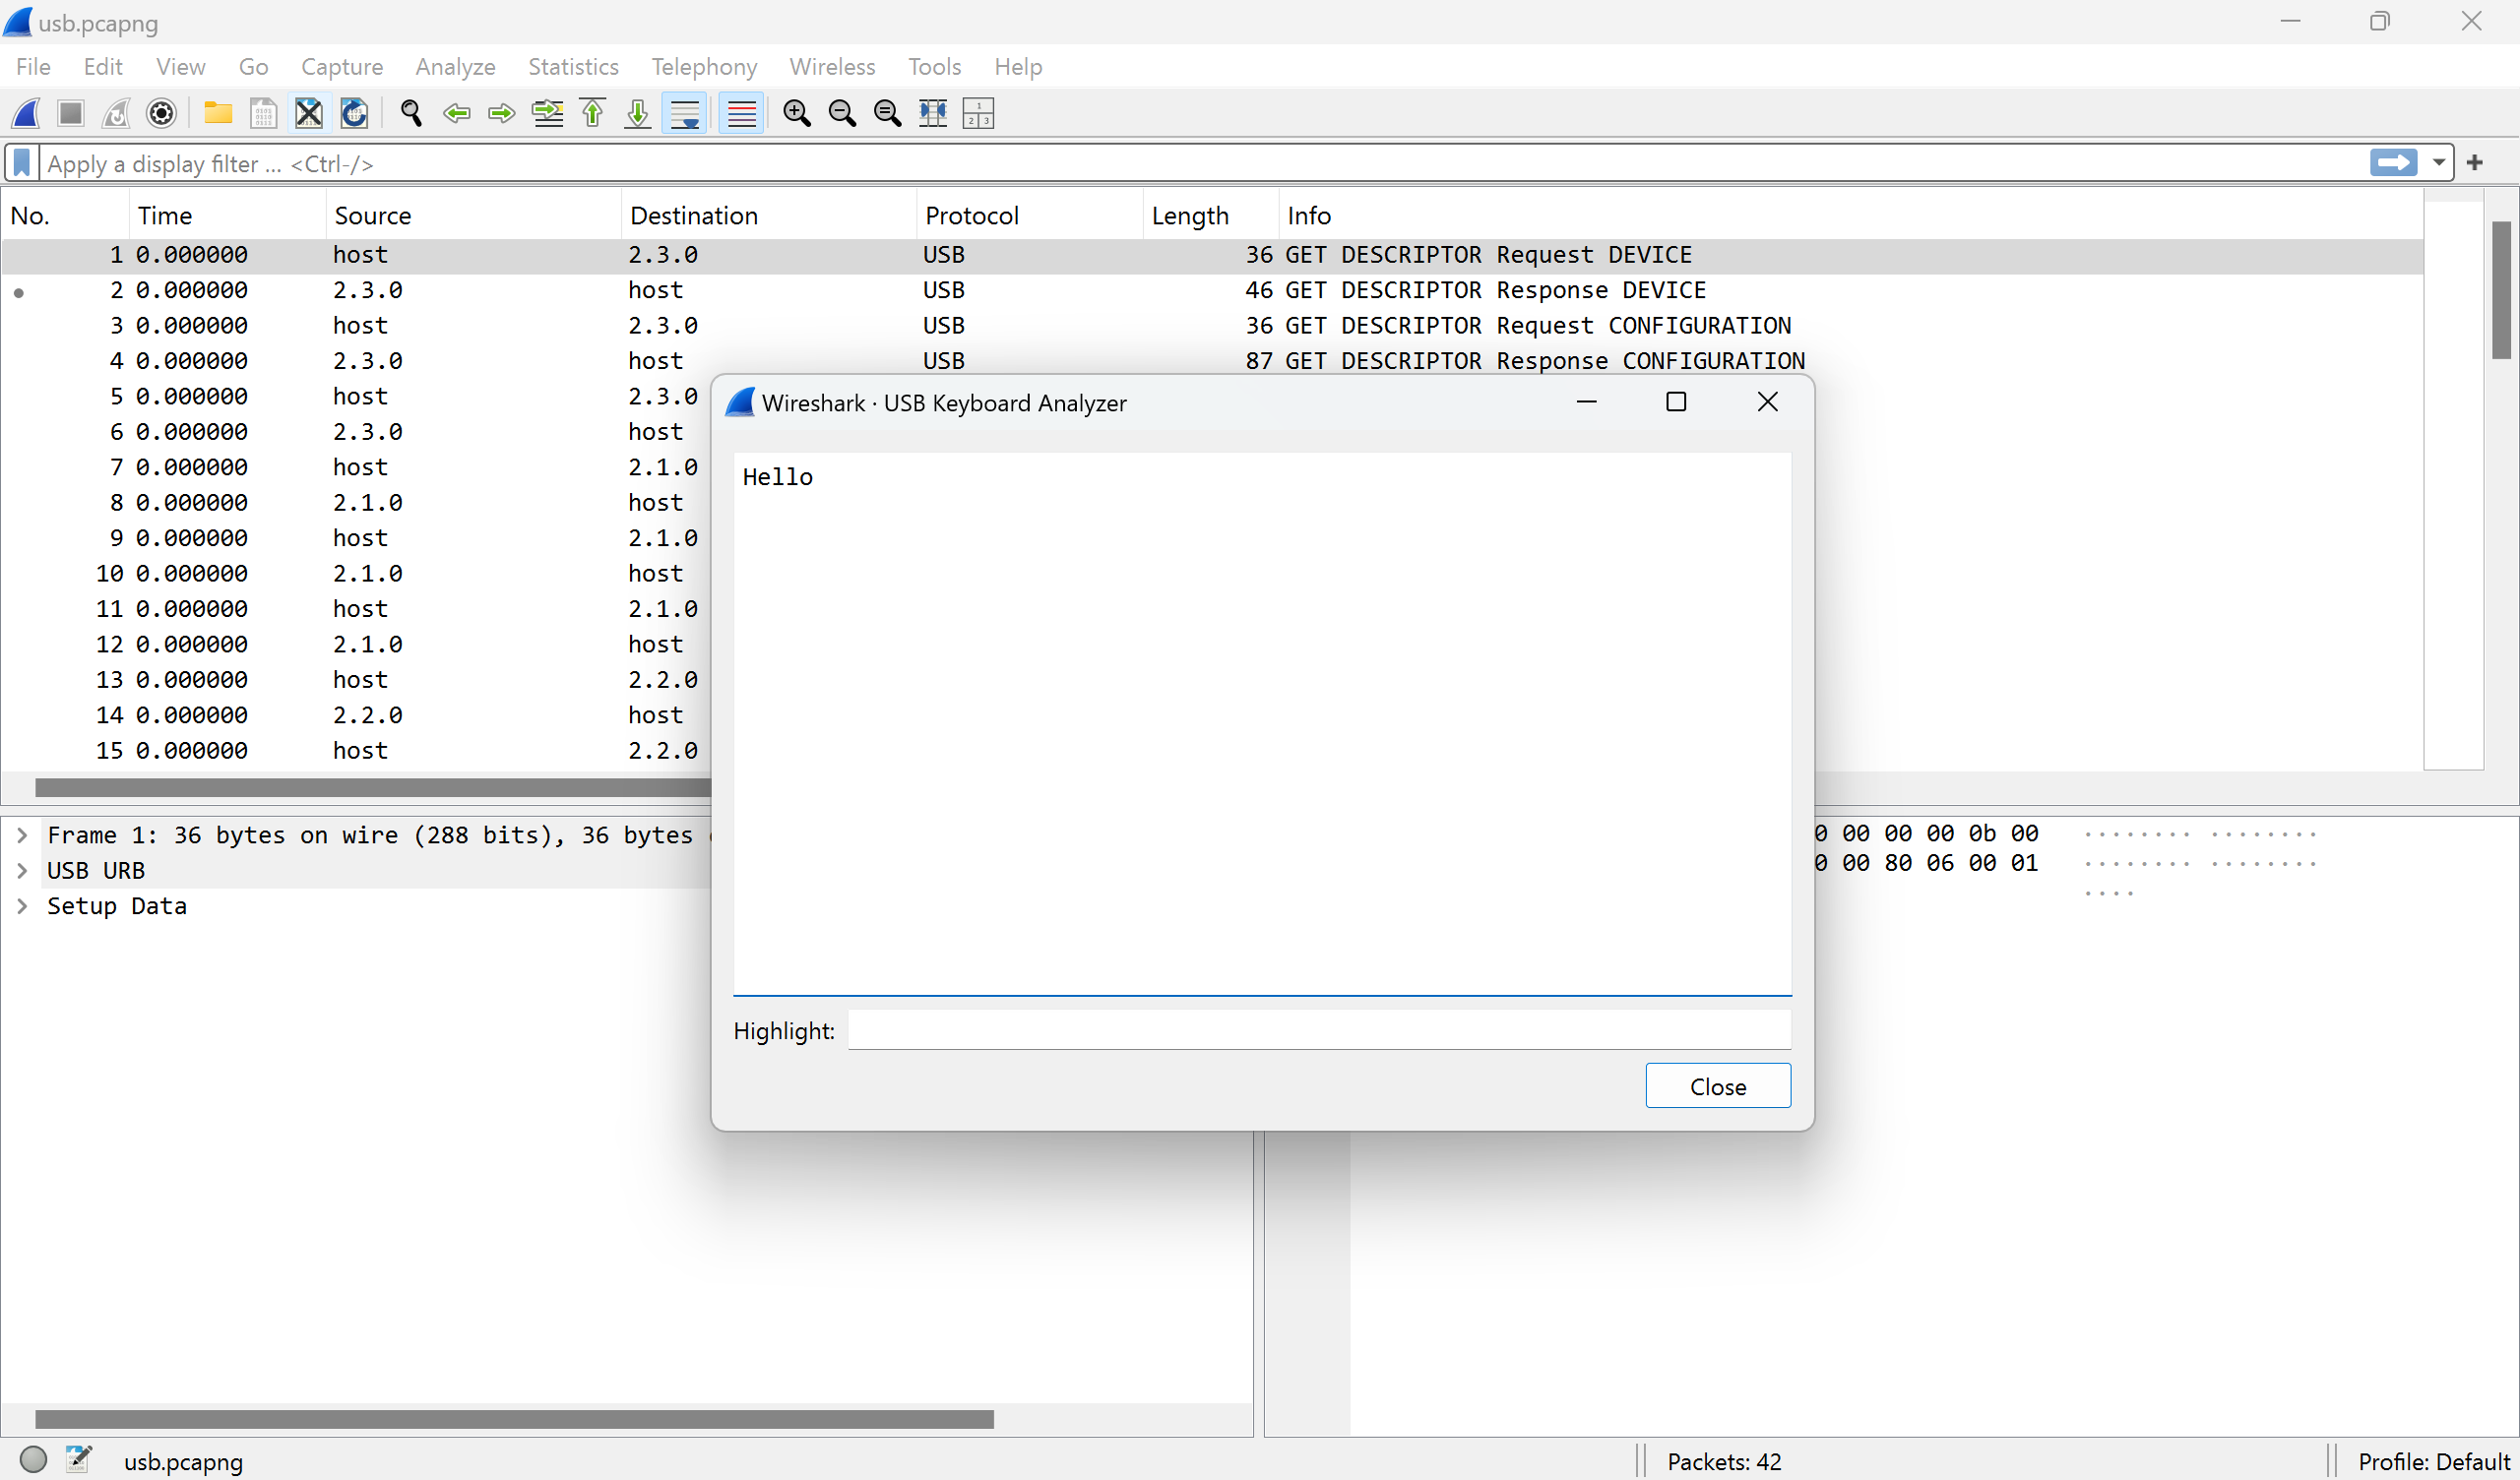 usb.pcapng
File Edit View Go Capture Analyze Statistics Telephony Wireless Tools Help
Apply a display filter ... <Ctrl-/>
No. Time Source Destination Protocol Length Info
1 0.000000 host 2.3.0 USB 36 GET DESCRIPTOR Request DEVICE
2 0.000000 2.3.0 host USB 46 GET DESCRIPTOR Response DEVICE
3 0.000000 host 2.3.0 USB 36 GET DESCRIPTOR Request CONFIGURATION
4 0.000000 2.3.0 host USB 87 GET DESCRIPTOR Response CONFIGURATION
5 0.000000 host 2.3.0
6 0.000000 2.3.0 host
7 0.000000 host 2.1.0
8 0.000000 2.1.0 host
9 0.000000 host 2.1.0
10 0.000000 2.1.0 host
11 0.000000 host 2.1.0
12 0.000000 2.1.0 host
13 0.000000 host 2.2.0
14 0.000000 2.2.0 host
15 0.000000 host 2.2.0
Wireshark · USB Keyboard Analyzer
Hello
Highlight:
Close
Frame 1: 36 bytes on wire (288 bits), 36 bytes
USB URB
Setup Data
0 00 00 00 0b 00 ........ ........
0 00 80 06 00 01 ........ ........
....
usb.pcapng
Packets: 42
Profile: Default